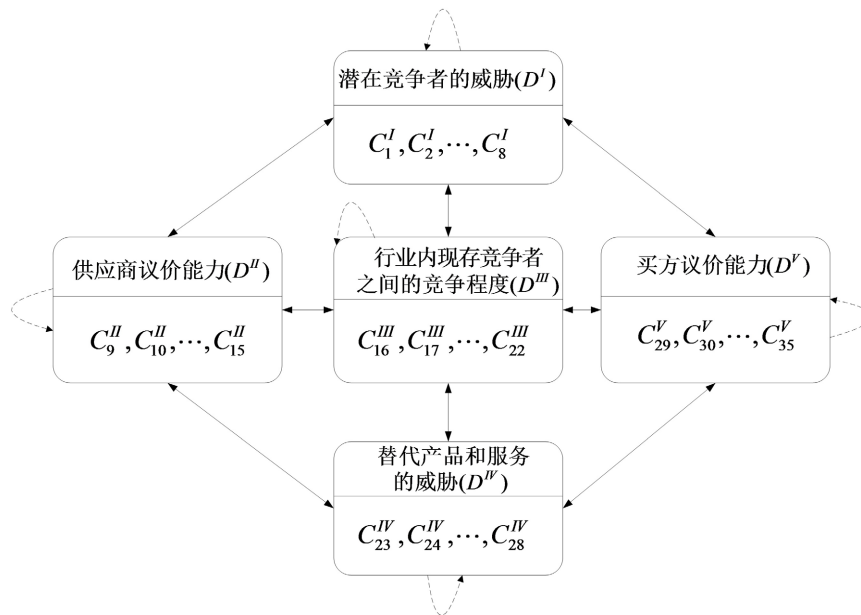 潜在竞争者的威胁(D^I)
C_1^I, C_2^I, ⋯, C_8^I
供应商议价能力(D^II)
C_9^II, C_10^II, ⋯, C_15^II
行业内现存竞争者
之间的竞争程度(D^III)
C_16^III, C_17^III, ⋯, C_22^III
买方议价能力(D^V)
C_29^V, C_30^V, ⋯, C_35^V
替代产品和服务
的威胁(D^IV)
C_23^IV, C_24^IV, ⋯, C_28^IV